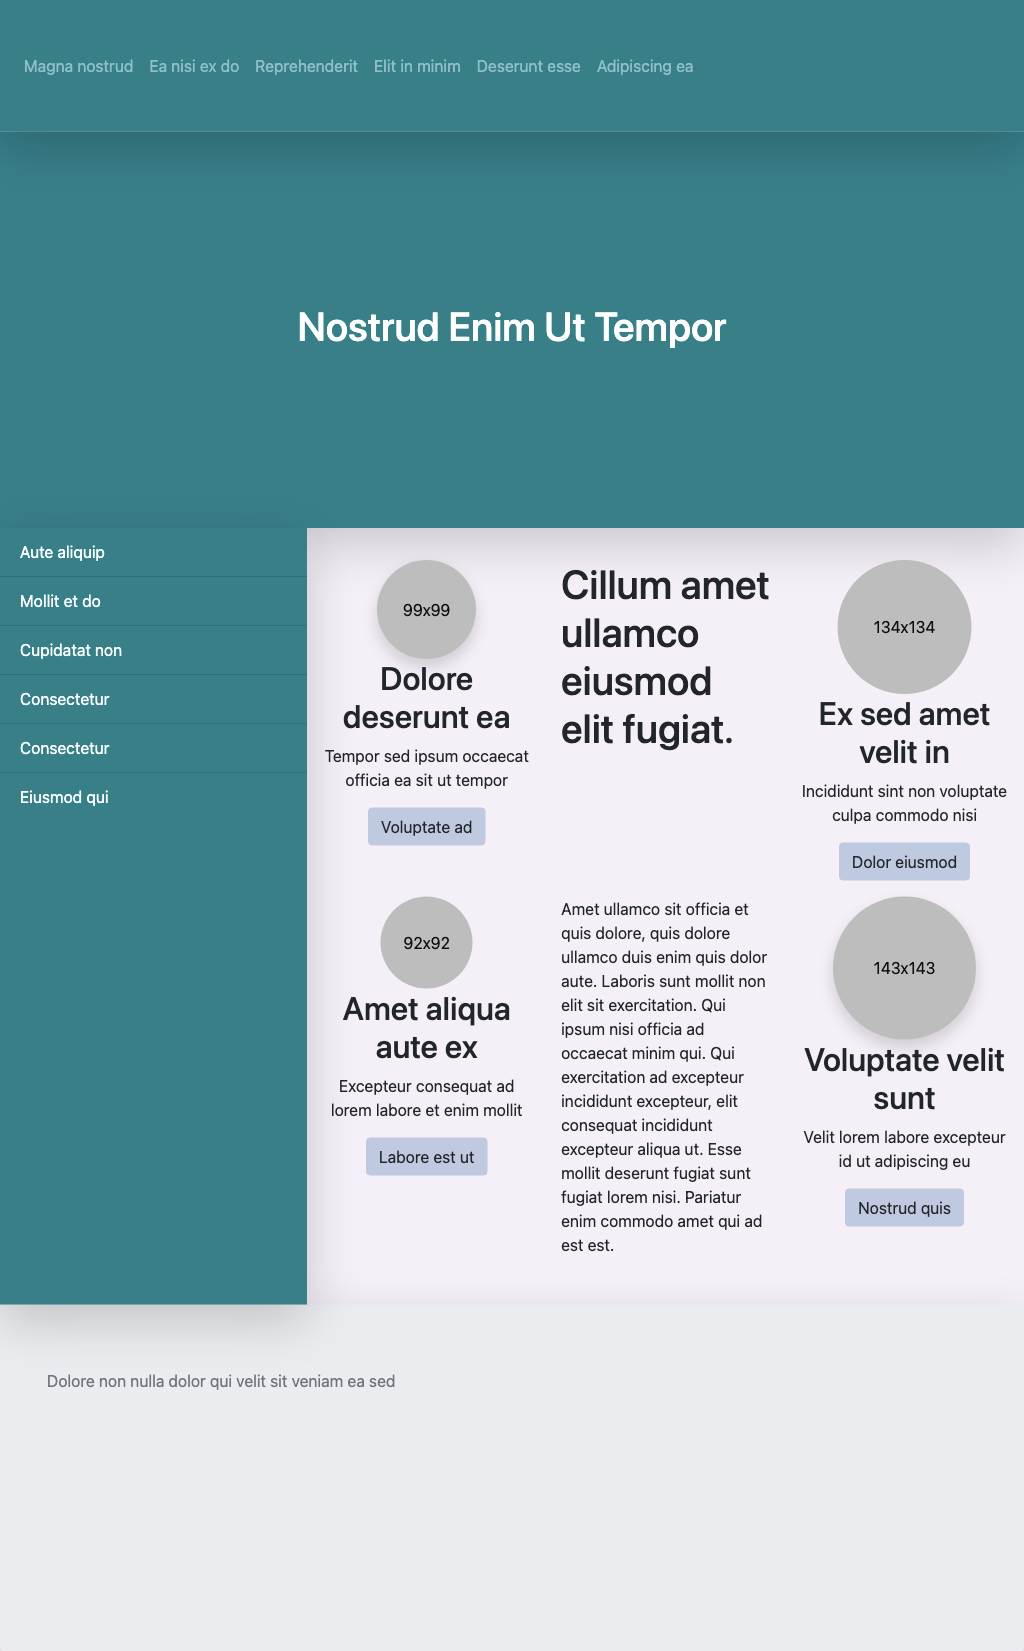 Magna nostrud Ea nisi ex do Reprehenderit Elit in minim Deserunt esse Adipiscing ea
Nostrud Enim Ut Tempor
Aute aliquip
Mollit et do
Cupidatat non
Consectetur
Consectetur
Eiusmod qui
99x99
Dolore
deserunt ea
Tempor sed ipsum occaecat
officia ea sit ut tempor
Voluptate ad
Cillum amet
ullamco
eiusmod
elit fugiat.
134x134
Ex sed amet
velit in
Incididunt sint non voluptate
culpa commodo nisi
Dolor eiusmod
92x92
Amet aliqua
aute ex
Excepteur consequat ad
lorem labore et enim mollit
Labore est ut
Amet ullamco sit officia et
quis dolore, quis dolore
ullamco duis enim quis dolor
aute. Laboris sunt mollit non
elit sit exercitation. Qui
ipsum nisi officia ad
occaecat minim qui. Qui
exercitation ad excepteur
incididunt excepteur, elit
consequat incididunt
excepteur aliqua ut. Esse
mollit deserunt fugiat sunt
fugiat lorem nisi. Pariatur
enim commodo amet qui ad
est est.
143x143
Voluptate velit
sunt
Velit lorem labore excepteur
id ut adipiscing eu
Nostrud quis
Dolore non nulla dolor qui velit sit veniam ea sed